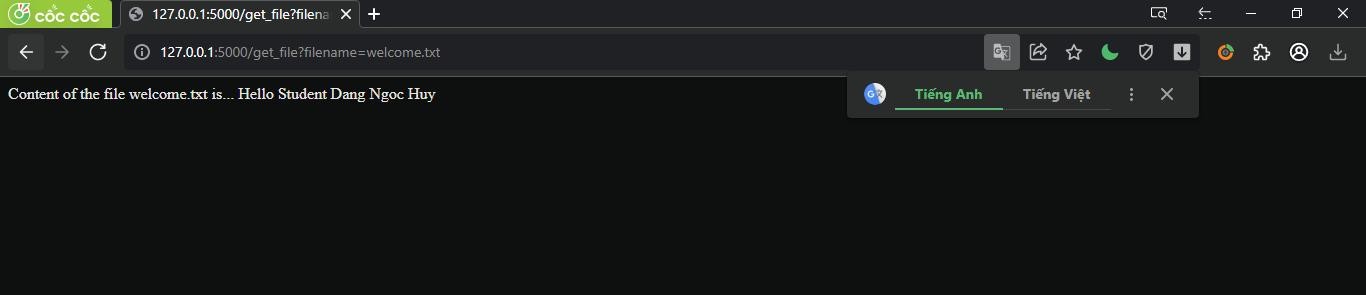 cốc cốc
127.0.0.1:5000/get_file?filena
127.0.0.1:5000/get_file?filename=welcome.txt
Content of the file welcome.txt is... Hello Student Dang Ngoc Huy
Tiếng Anh Tiếng Việt